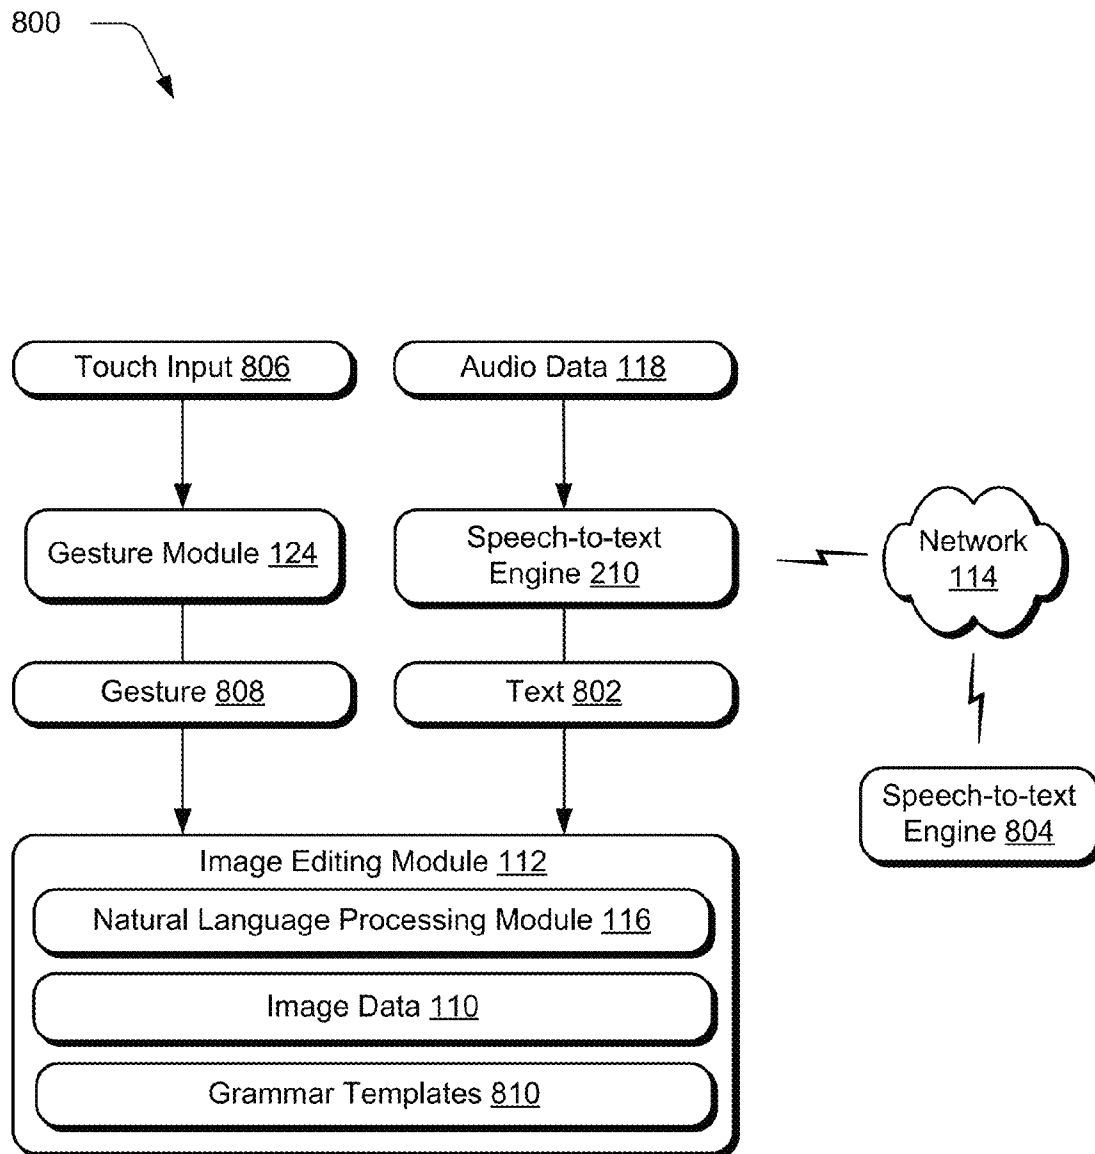 800
Touch Input 806
Audio Data 118
Gesture Module 124
Speech-to-text
Engine 210
Network
114
Gesture 808
Text 802
Speech-to-text
Engine 804
Image Editing Module 112
Natural Language Processing Module 116
Image Data 110
Grammar Templates 810